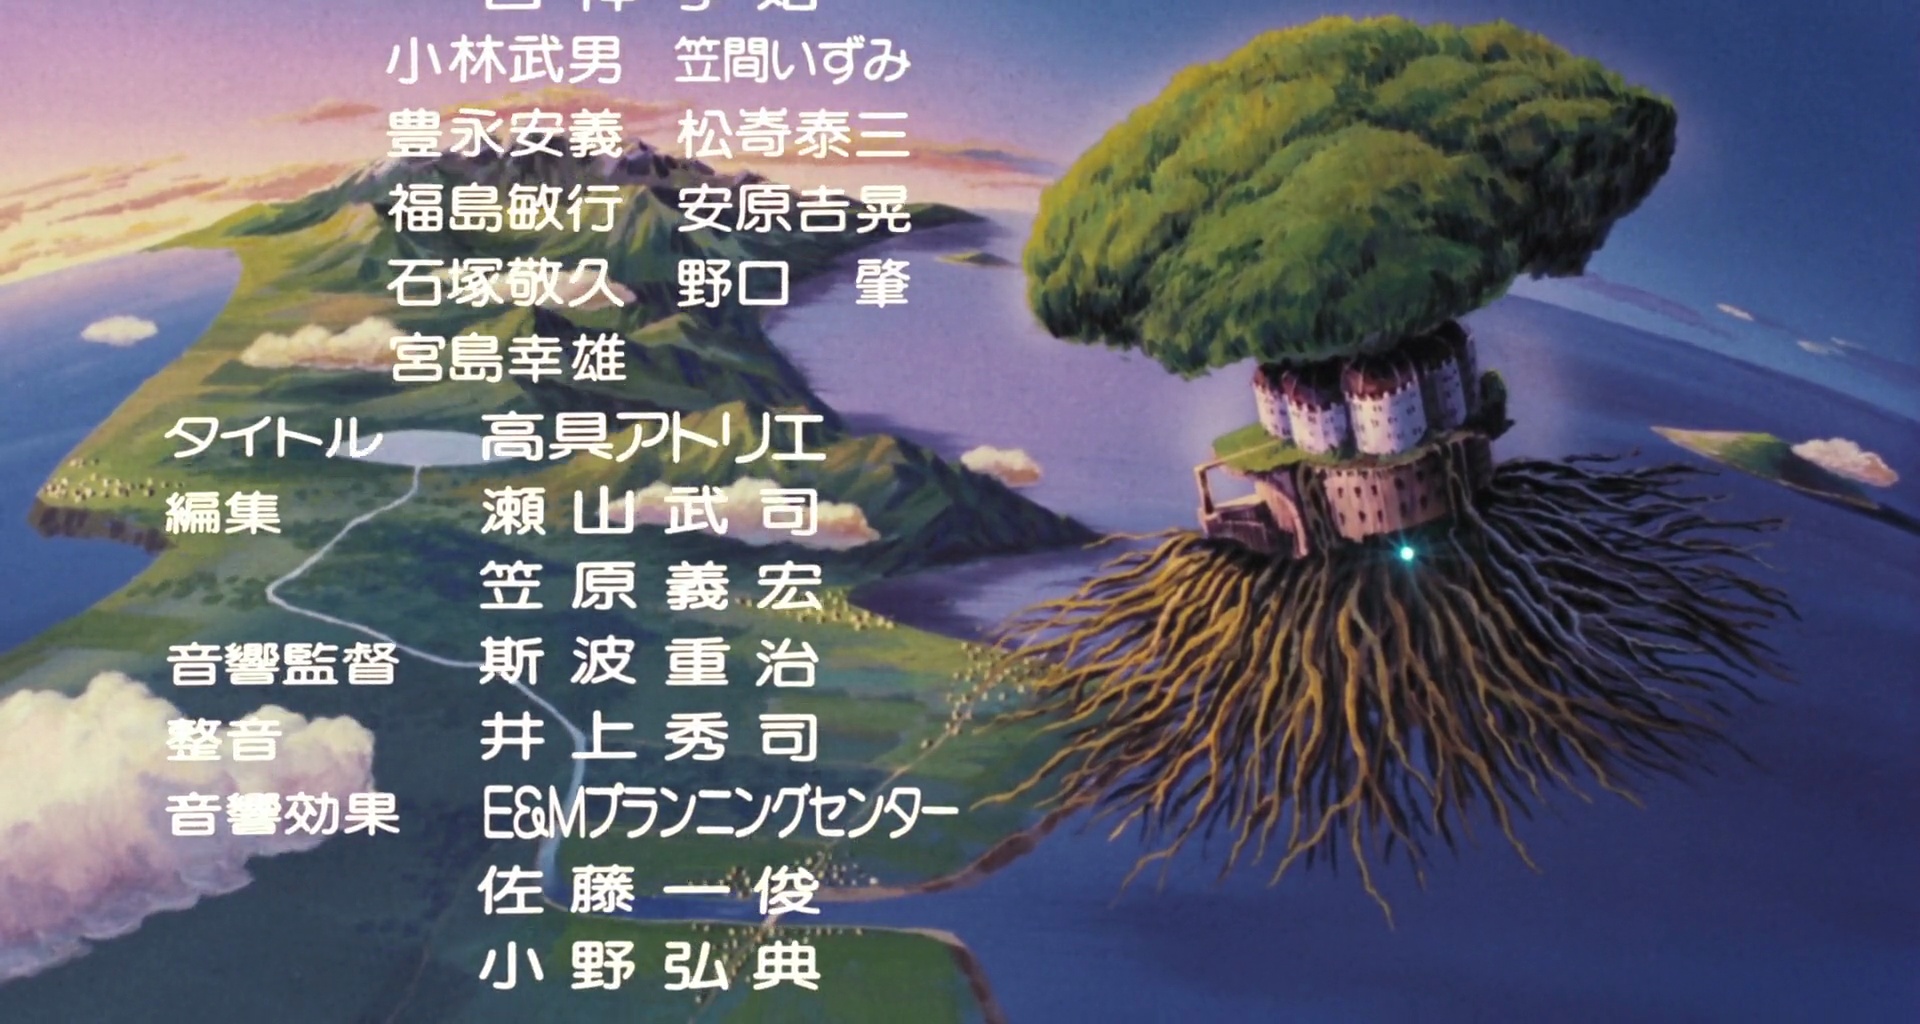 小林武男　笠間いずみ
豊永安義　松嵜泰三
福島敏行　安原吉晃
石塚敬久　野口　肇
宮島幸雄
タイトル　高具アトリエ
編集　瀬山武司
笠原義宏
音響監督　斯波重治
整音　井上秀司
音響効果　E&Mプランニングセンター
佐藤一俊
小野弘典